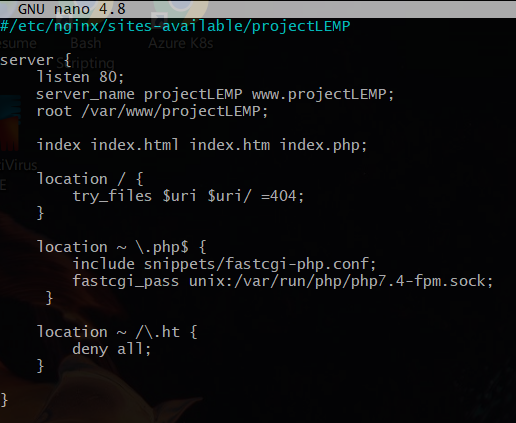 GNU nano 4.8
#/etc/nginx/sites-available/projectLEMP
esume Bash Azure K8s
Scripting
server {
    listen 80;
    server_name projectLEMP www.projectLEMP;
    root /var/www/projectLEMP;
    index index.html index.htm index.php;
iVirus
    location / {
        try_files $uri $uri/ =404;
    }
    location ~ \.php$ {
        include snippets/fastcgi-php.conf;
        fastcgi_pass unix:/var/run/php/php7.4-fpm.sock;
     }
    location ~ /\.ht {
        deny all;
    }
}